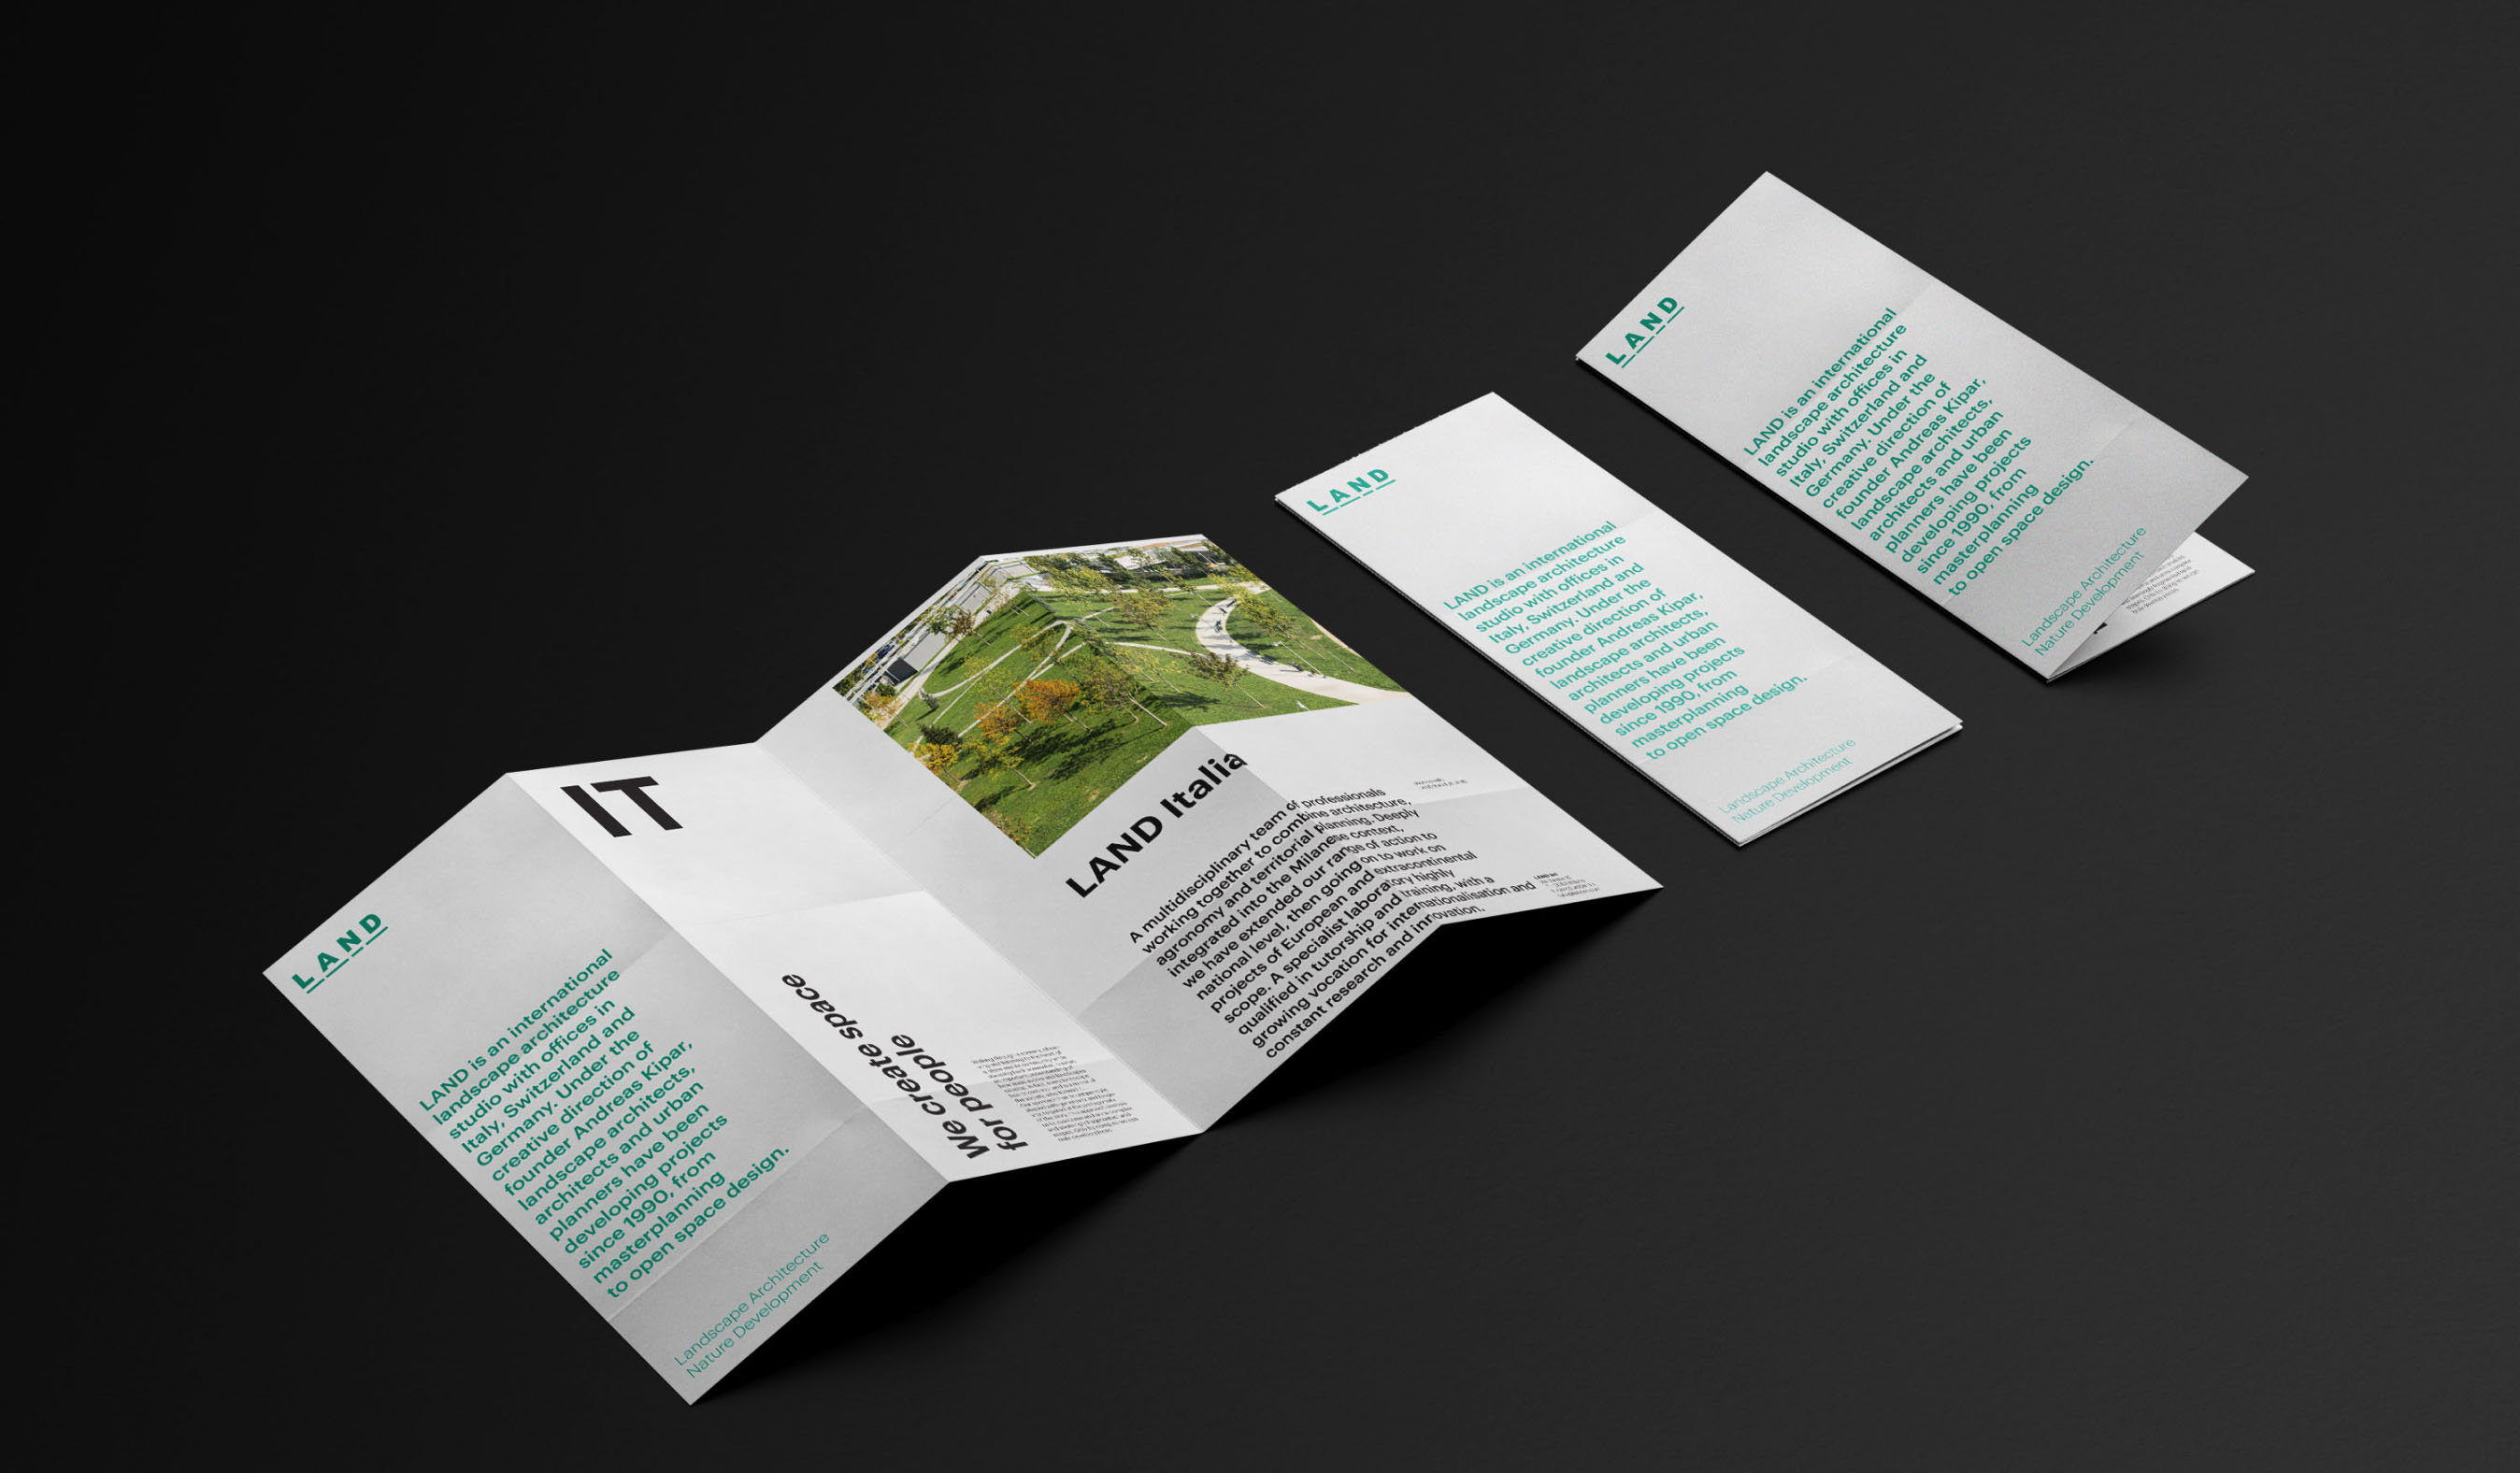 LAND
LAND is an international
landscape architecture
studio with offices in
Italy, Switzerland and
Germany. Under the
creative direction of
founder Andreas Kipar,
landscape architects,
architects and urban
planners have been
developing projects
since 1990, from
masterplanning
to open space design.
Landscape Architecture
Nature Development
IT
We create space
for people
LAND Italia
A multidisciplinary team of professionals
working together to combine architecture,
agronomy and territorial planning. Deeply
integrated into the Milanese context,
we have extended our range of action to
national level, then going on to work on
projects of European and extracontinental
scope. A specialist laboratory highly
qualified in tutorship and training, with a
growing vocation for internationalisation and
constant research and innovation.
LAND
LAND is an international
landscape architecture
studio with offices in
Italy, Switzerland and
Germany. Under the
creative direction of
founder Andreas Kipar,
landscape architects,
architects and urban
planners have been
developing projects
since 1990, from
masterplanning
to open space design.
Landscape Architecture
Nature Development
LAND
LAND is an international
landscape architecture
studio with offices in
Italy, Switzerland and
Germany. Under the
creative direction of
founder Andreas Kipar,
landscape architects,
architects and urban
planners have been
developing projects
since 1990, from
masterplanning
to open space design.
Landscape Architecture
Nature Development